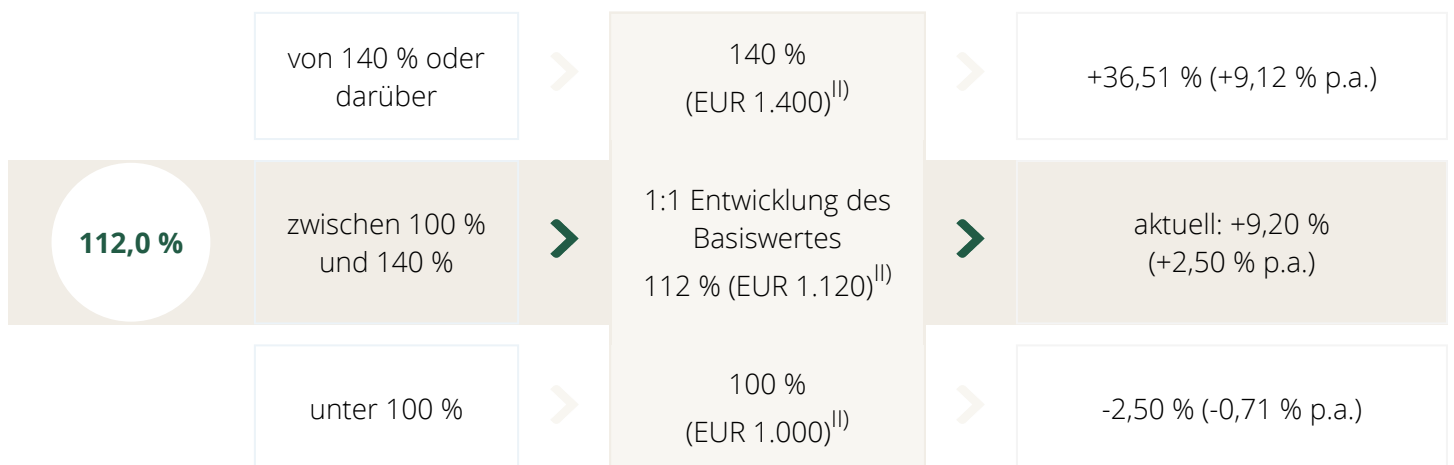 von 140 % oder
darüber
140 %
(EUR 1.400)II)
+36,51 % (+9,12 % p.a.)
112,0 %
zwischen 100 %
und 140 %
1:1 Entwicklung des
Basiswertes
112 % (EUR 1.120)II)
aktuell: +9,20 %
(+2,50 % p.a.)
unter 100 %
100 %
(EUR 1.000)II)
-2,50 % (-0,71 % p.a.)